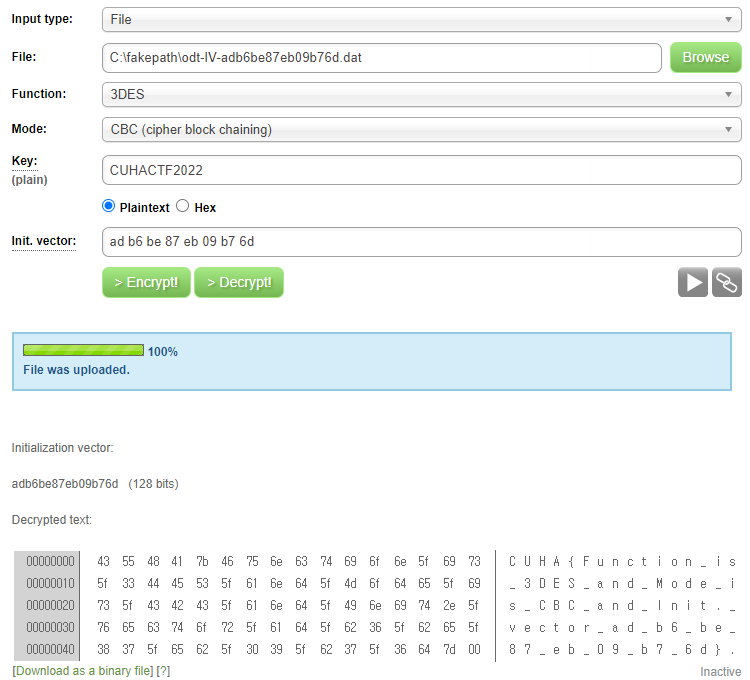 Input type: File
File: C:\fakepath\odt-IV-adb6be87eb09b76d.dat Browse
Function: 3DES
Mode: CBC (cipher block chaining)
Key: CUHACTF2022
(plain)
Plaintext Hex
Init. vector: ad b6 be 87 eb 09 b7 6d
> Encrypt! > Decrypt!
100%
File was uploaded.
Initialization vector:
adb6be87eb09b76d (128 bits)
Decrypted text:
00000000 43 55 48 41 7b 46 75 6e 63 74 69 6f 6e 5f 69 73 C U H A { F u n c t i o n _ i s
00000010 5f 33 44 45 53 5f 61 6e 64 5f 4d 6f 64 65 5f 69 _ 3 D E S _ a n d _ M o d e _ i
00000020 73 5f 43 42 43 5f 61 6e 64 5f 49 6e 69 74 2e 5f s _ C B C _ a n d _ I n i t . _
00000030 76 65 63 74 6f 72 5f 61 64 5f 62 36 5f 62 65 5f v e c t o r _ a d _ b 6 _ b e _
00000040 38 37 5f 65 62 5f 30 39 5f 62 37 5f 36 64 7d 00 8 7 _ e b _ 0 9 _ b 7 _ 6 d } .
[Download as a binary file] [?]
Inactive